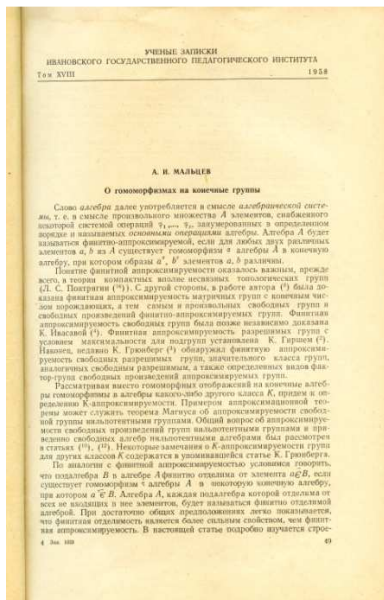 УЧЕНЫЕ ЗАПИСКИ
ИВАНОВСКОГО ГОСУДАРСТВЕННОГО ПЕДАГОГИЧЕСКОГО ИНСТИТУТА
Том XVIII 1958
А. И. МАЛЬЦЕВ
О гомоморфизмах на конечные группы
Слово алгебра далее употребляется в смысле алгебраической систе-
мы, т. е. в смысле произвольного множества A элементов, снабженного
некоторой системой операций занумерованных в определенном
порядке и называемых основными операциями алгебры. Алгебра A будет
называться финитно-аппроксимируемой, если для любых двух различных
элементов a, b из A существует гомоморфизм алгебры A в конечную
алгебру, при котором образы элементов a, b различны.
Понятие финитной аппроксимируемости оказалось важным, прежде
всего, в теории компактных вполне несвязных топологических групп
(Л. С. Понтрягин). С другой стороны, в работе автора была до-
казана финитная аппроксимируемость матричных групп с конечным чис-
лом порождающих, а тем самым и произвольных свободных групп и
свободных произведений финитно-аппроксимируемых групп. Финитная
аппроксимируемость свободных групп была позже независимо доказана
К. Ивасавой. Финитная аппроксимируемость разрешимых групп с
условием максимальности для подгрупп установлена К. Гиршем.
Наконец, недавно К. Грюнберг обнаружил финитную аппроксими-
руемость свободных разрешимых групп, значительного класса групп,
аналогичных свободным разрешимым, а также определенных видов фак-
тор-групп свободных произведений аппроксимируемых групп.
Рассматривая вместо гомоморфных отображений на конечные алгеб-
ры гомоморфизмы в алгебры какого-либо другого класса K, придем к оп-
ределению K-аппроксимируемости. Примером аппроксимационной тео-
ремы может служить теорема Магнуса об аппроксимируемости свобод-
ной группы нильпотентными группами. Общий вопрос об аппроксимируе-
мости свободных произведений групп нильпотентными группами и при-
ведению свободно алгебр нильпотентными алгебрами был рассмотрен
в статьях. Некоторые замечания о K-аппроксимируемости групп
для других классов K содержатся в упоминавшейся статье К. Грюнберга.
По аналогии с финитной аппроксимируемостью условимся говорить,
что подалгебра B в алгебре A финитно отделима от элемента a∈B, если
существует гомоморфизм алгебры A в некоторую конечную алгебру,
при котором a ∈ B. Алгебра A, каждая подалгебра которой отделима от
всех не входящих в нее элементов, будет называться финитно отделимой
алгеброй. При достаточно общих предположениях легко показывается,
что финитная отделимость является более сильным свойством, чем финит-
ная аппроксимируемость. В настоящей статье подробно изучается строе-
4 Зак. 49